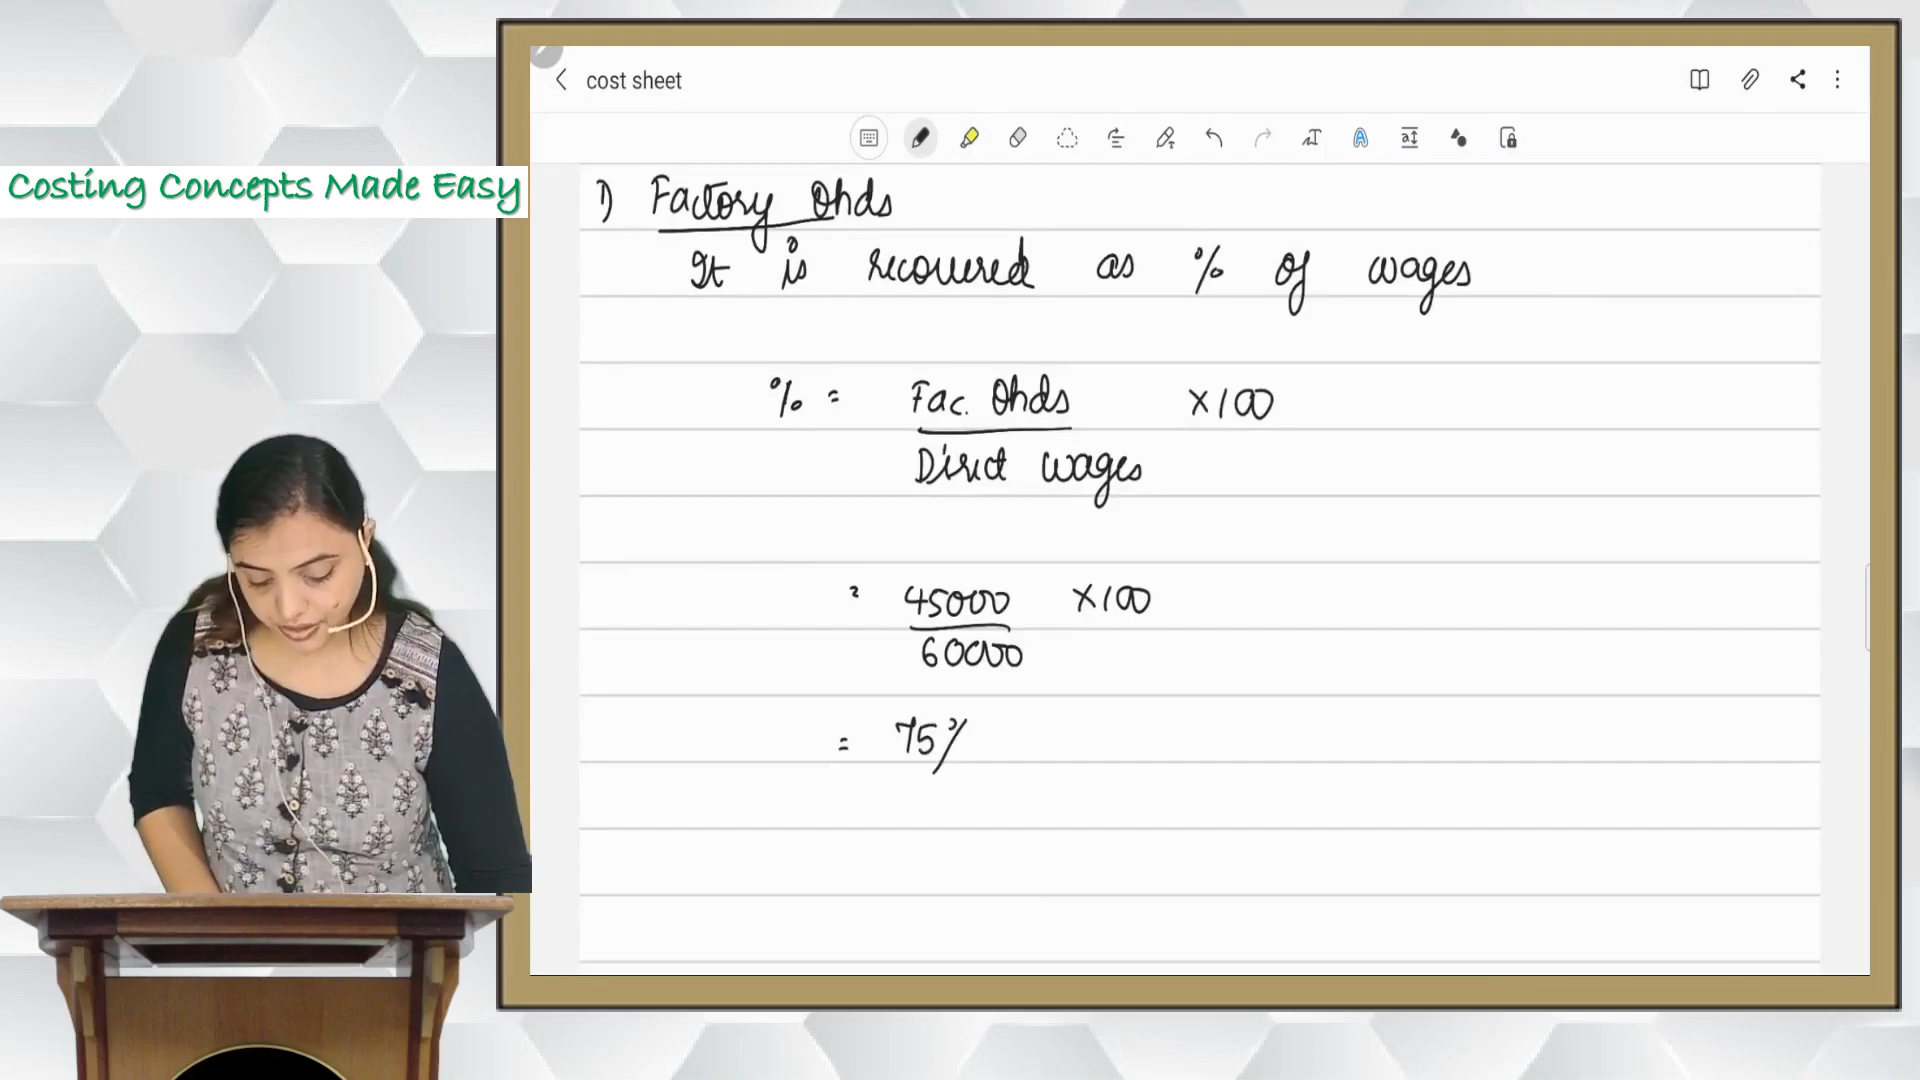 cost sheet
Costing Concepts Made Easy
1) Factory Ohds
It is recovered as % of wages
% = Fac. Ohds ×100
Direct wages
= 45000 ×100
60000
= 75%